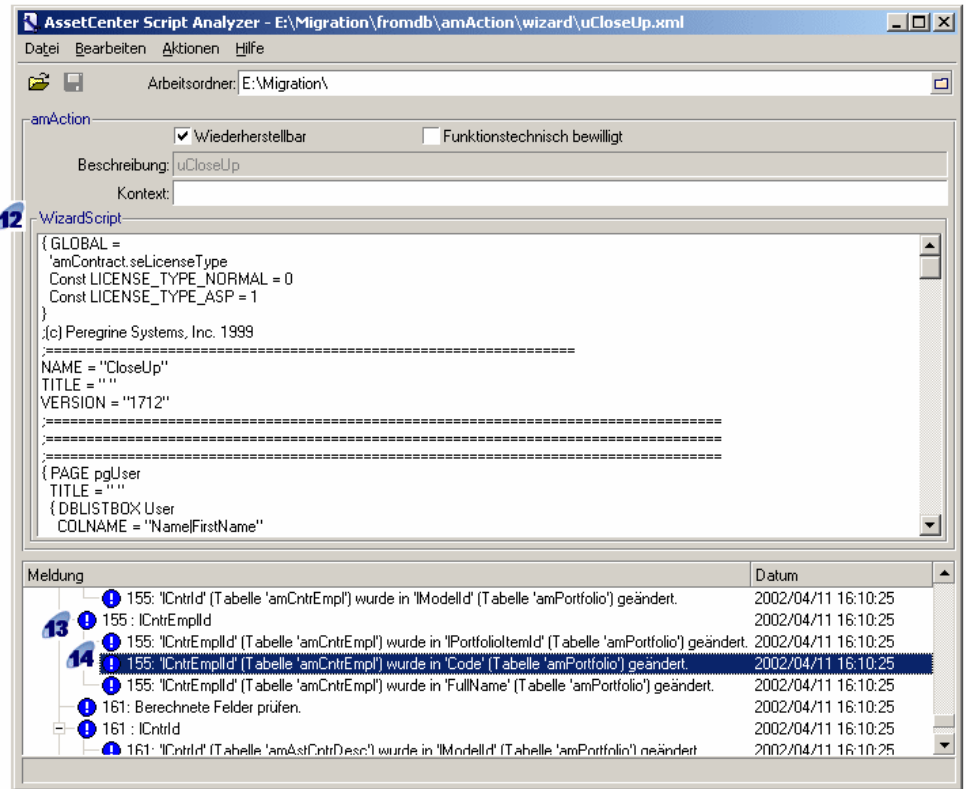 AssetCenter Script Analyzer - E:\Migration\fromdb\amAction\wizard\uCloseUp.xml
Datei Bearbeiten Aktionen Hilfe
Arbeitsordner: E:\Migration\
amAction
Wiederherstellbar Funktionstechnisch bewilligt
Beschreibung: uCloseUp
Kontext:
12 WizardScript
{ GLOBAL =
'amContract.seLicenseType
Const LICENSE_TYPE_NORMAL = 0
Const LICENSE_TYPE_ASP = 1
}
;(c) Peregrine Systems, Inc. 1999
;=================================================================
NAME = "CloseUp"
TITLE = " "
VERSION = "1712"
;===================================================================================
;===================================================================================
;===================================================================================
{ PAGE pgUser
TITLE = " "
{ DBLISTBOX User
COLNAME = "Name|FirstName"
Meldung Datum
155: 'lCntrId' (Tabelle 'amCntrEmpl') wurde in 'lModelId' (Tabelle 'amPortfolio') geändert. 2002/04/11 16:10:25
13 155 : lCntrEmplId 2002/04/11 16:10:25
155: 'lCntrEmplId' (Tabelle 'amCntrEmpl') wurde in 'lPortfolioItemId' (Tabelle 'amPortfolio') geändert. 2002/04/11 16:10:25
14 155: 'lCntrEmplId' (Tabelle 'amCntrEmpl') wurde in 'Code' (Tabelle 'amPortfolio') geändert. 2002/04/11 16:10:25
155: 'lCntrEmplId' (Tabelle 'amCntrEmpl') wurde in 'FullName' (Tabelle 'amPortfolio') geändert. 2002/04/11 16:10:25
161: Berechnete Felder prüfen. 2002/04/11 16:10:25
161 : lCntrId 2002/04/11 16:10:25
161: 'lCntrId' (Tabelle 'amAstCntrDesc') wurde in 'lModelId' (Tabelle 'amPortfolio') geändert 2002/04/11 16:10:25